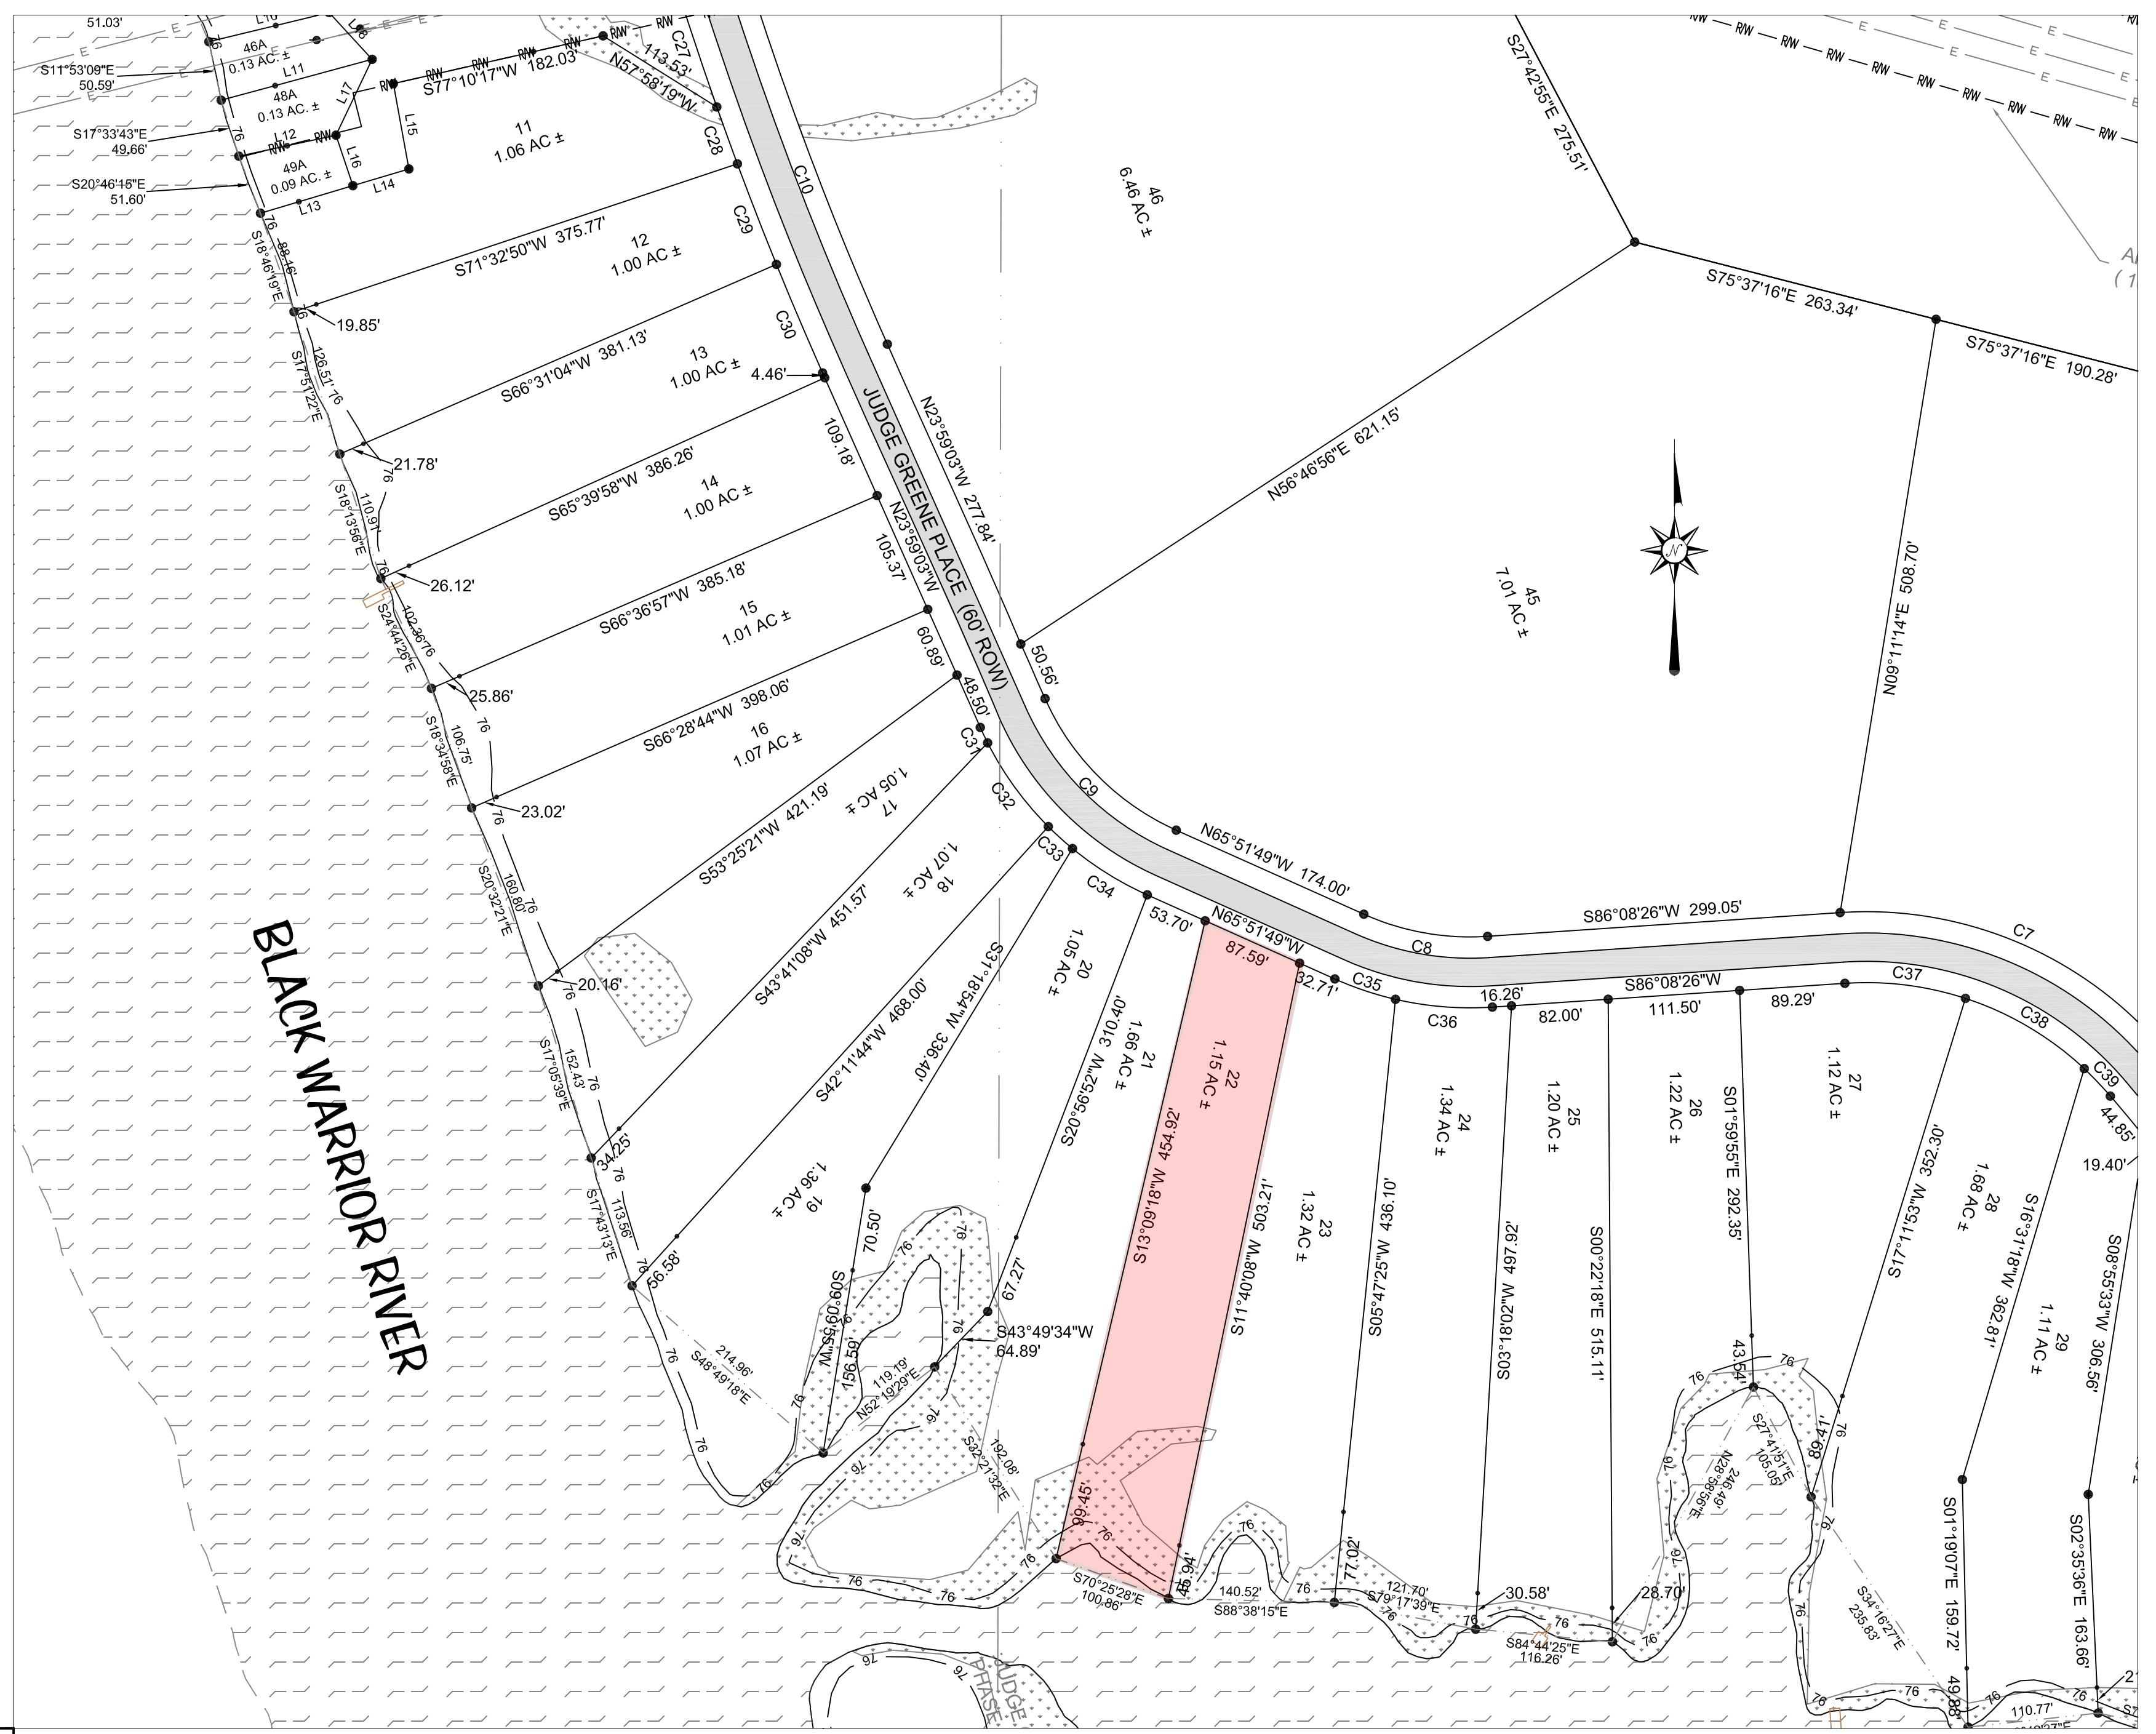 51.03'
L10
L8
46A
0.13 AC. ±
S11°53'09"E
50.59'
L11
48A
0.13 AC. ±
L17
S17°33'43"E
49.66'
L12
49A
0.09 AC. ±
L16
L15
L14
L13
S20°46'15"E
51.60'
S77°10'17"W 182.03'
113.53'
N57°58'19"W
C27
C28
11
1.06 AC ±
C10
C29
S71°32'50"W 375.77'
12
1.00 AC ±
88.16'
S18°46'19"E
19.85'
C30
S66°31'04"W 381.13'
13
1.00 AC ±
4.46'
126.51'
S17°51'22"E
21.78'
109.18'
S65°39'58"W 386.26'
14
1.00 AC ±
110.91'
S18°13'56"E
26.12'
N23°59'03"W
105.37'
S66°36'57"W 385.18'
15
1.01 AC ±
102.36'
S24°44'26"E
25.86'
60.89'
S66°28'44"W 398.06'
16
1.07 AC ±
106.75'
S18°34'58"E
23.02'
48.50'
C31
S53°25'21"W 421.19'
17
1.05 AC ±
160.80'
S20°32'21"E
20.16'
C32
S43°41'08"W 451.57'
18
1.07 AC ±
152.43'
S17°05'39"E
34.25'
C33
S42°11'44"W 468.00'
19
1.36 AC ±
113.56'
S17°43'13"E
56.58'
JUDGE GREENE PLACE (60' ROW)
N23°59'03"W 277.84'
50.56'
C9
46
6.46 AC ±
S27°42'55"E 275.51'
S75°37'16"E 263.34'
S75°37'16"E 190.28'
N56°46'56"E 621.15'
45
7.01 AC ±
N09°11'14"E 508.70'
N
N65°51'49"W 174.00'
C8
S86°08'26"W 299.05'
C7
C34
S31°18'54"W 336.40'
20
1.05 AC ±
53.70'
N65°51'49"W
87.59'
32.71'
C35
C36
16.26'
82.00'
S86°08'26"W
111.50'
89.29'
C37
C38
C39
44.85'
19.40'
S20°56'52"W 310.40'
21
1.66 AC ±
S13°09'18"W 454.92'
22
1.15 AC ±
S11°40'08"W 503.21'
23
1.32 AC ±
S05°47'25"W 436.10'
24
1.34 AC ±
S03°18'02"W 497.92'
25
1.20 AC ±
S00°22'18"E 515.11'
26
1.22 AC ±
S01°59'55"E 292.35'
27
1.12 AC ±
S17°11'53"W 352.30'
28
1.68 AC ±
S16°31'18"W 362.81'
29
1.11 AC ±
S08°55'33"W 306.56'
BLACK WARRIOR RIVER
70.50'
S09°03'55"W
156.59'
67.27'
S43°49'34"W
64.89'
119.19'
N52°19'29"E
214.96'
S48°49'18"E
192.08'
S32°21'32"E
99.45'
S70°25'28"E
100.86'
45.94'
140.52'
S88°38'15"E
77.02'
121.70'
S79°17'39"E
30.58'
S84°44'25"E
116.26'
28.70'
43.54'
S27°41'51"E
105.05'
246.49'
N28°58'56"E
89.41'
S34°16'27"E
235.83'
S01°19'07"E 159.72'
49.88'
S02°35'36"E 163.66'
110.77'
JUDGE
PHASE